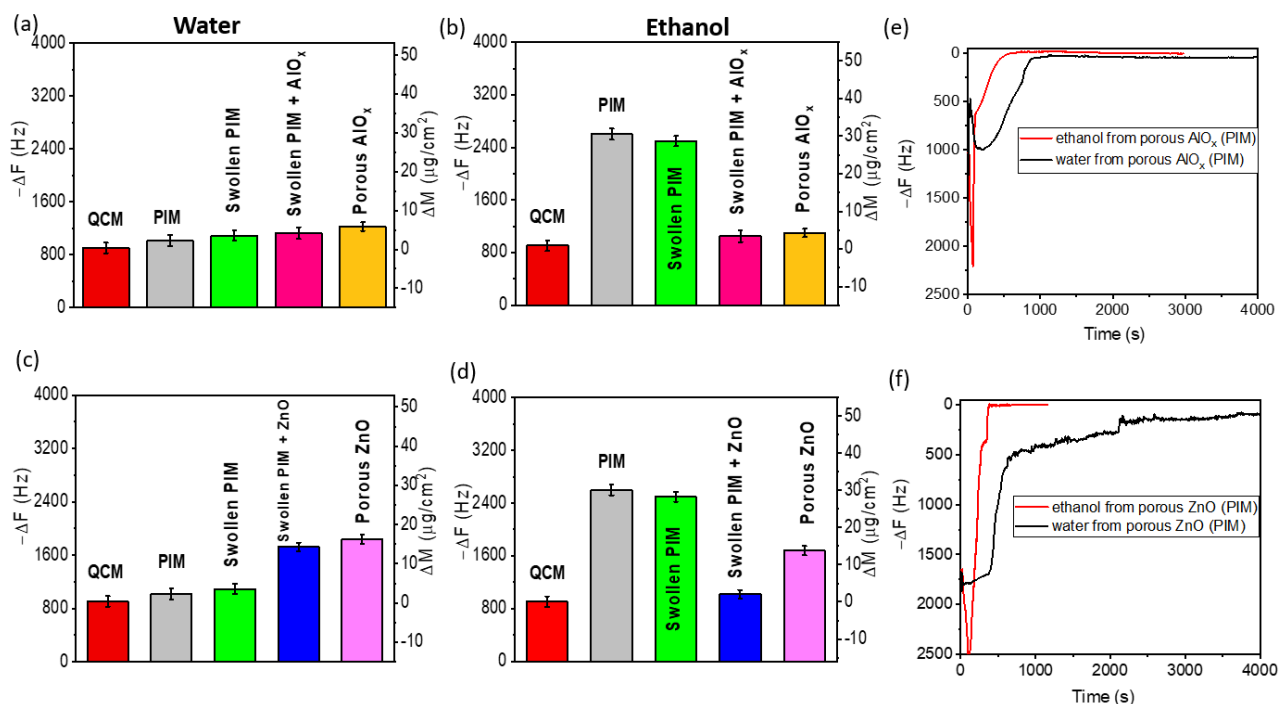 Water
Ethanol
(a)
4000
3200
2400
1600
800
0
−ΔF (Hz)
QCM
PIM
Swollen PIM
Swollen PIM + AlOx
Porous AlOx
50
40
30
20
10
0
-10
ΔM (μg/cm²)
(b)
4000
3200
2400
1600
800
0
−ΔF (Hz)
QCM
PIM
Swollen PIM
Swollen PIM + AlOx
Porous AlOx
50
40
30
20
10
0
-10
ΔM (μg/cm²)
(e)
0
500
1000
1500
2000
2500
−ΔF (Hz)
ethanol from porous AlOx (PIM)
water from porous AlOx (PIM)
0
1000
2000
3000
4000
Time (s)
(c)
4000
3200
2400
1600
800
0
−ΔF (Hz)
QCM
PIM
Swollen PIM
Swollen PIM + ZnO
Porous ZnO
50
40
30
20
10
0
-10
ΔM (μg/cm²)
(d)
4000
3200
2400
1600
800
0
−ΔF (Hz)
QCM
PIM
Swollen PIM
Swollen PIM + ZnO
Porous ZnO
50
40
30
20
10
0
-10
ΔM (μg/cm²)
(f)
0
500
1000
1500
2000
2500
−ΔF (Hz)
ethanol from porous ZnO (PIM)
water from porous ZnO (PIM)
0
1000
2000
3000
4000
Time (s)